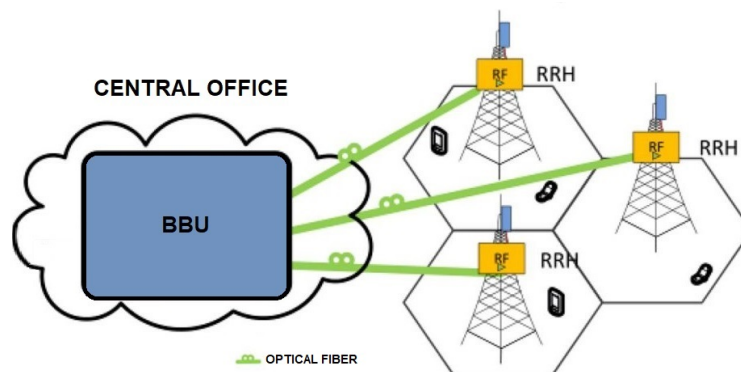 CENTRAL OFFICE
BBU
RF
RRH
RF
RRH
RF
RRH
OPTICAL FIBER